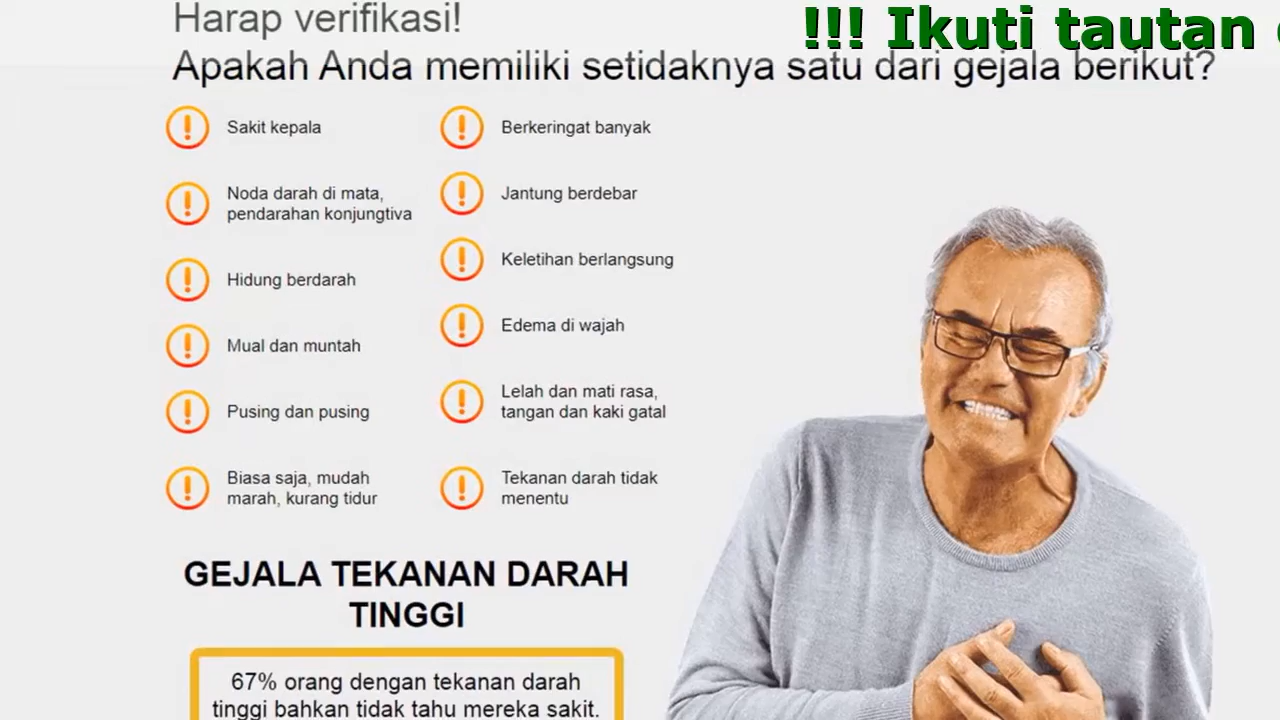 Harap verifikasi!
!!! Ikuti tautan
Apakah Anda memiliki setidaknya satu dari gejala berikut?
Sakit kepala
Noda darah di mata,
pendarahan konjungtiva
Hidung berdarah
Mual dan muntah
Pusing dan pusing
Biasa saja, mudah
marah, kurang tidur
Berkeringat banyak
Jantung berdebar
Keletihan berlangsung
Edema di wajah
Lelah dan mati rasa,
tangan dan kaki gatal
Tekanan darah tidak
menentu
GEJALA TEKANAN DARAH
TINGGI
67% orang dengan tekanan darah
tinggi bahkan tidak tahu mereka sakit.